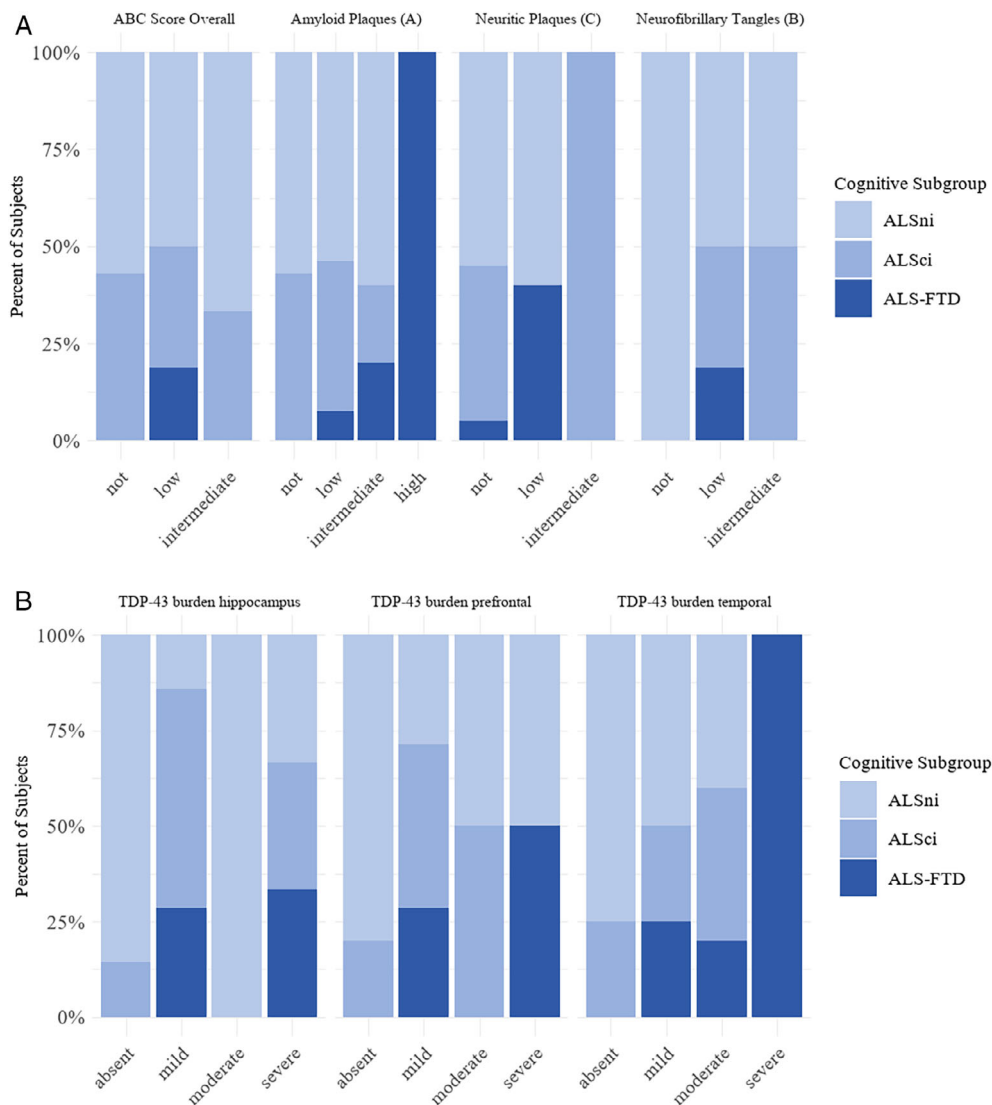 A
ABC Score Overall
Amyloid Plaques (A)
Neuritic Plaques (C)
Neurofibrillary Tangles (B)
100%
75%
50%
25%
0%
Percent of Subjects
not
low
intermediate
not
low
intermediate
high
not
low
intermediate
not
low
intermediate
Cognitive Subgroup
ALSni
ALSci
ALS-FTD
B
TDP-43 burden hippocampus
TDP-43 burden prefrontal
TDP-43 burden temporal
100%
75%
50%
25%
0%
Percent of Subjects
absent
mild
moderate
severe
absent
mild
moderate
severe
absent
mild
moderate
severe
Cognitive Subgroup
ALSni
ALSci
ALS-FTD